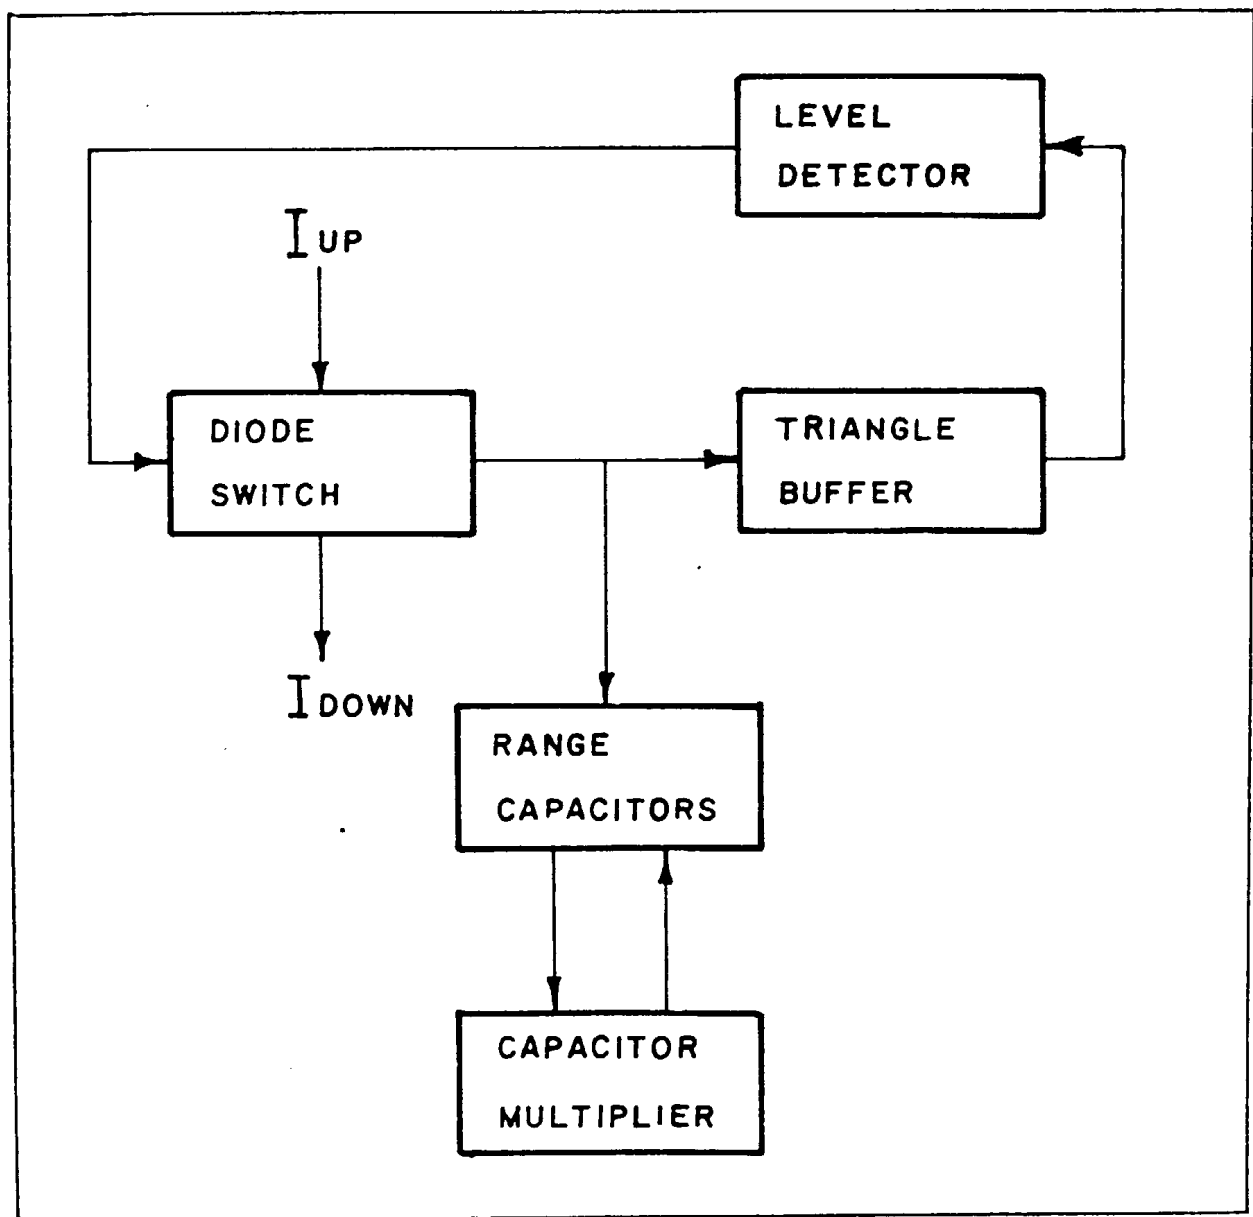 LEVEL
DETECTOR
I UP
DIODE
SWITCH
TRIANGLE
BUFFER
I DOWN
RANGE
CAPACITORS
CAPACITOR
MULTIPLIER